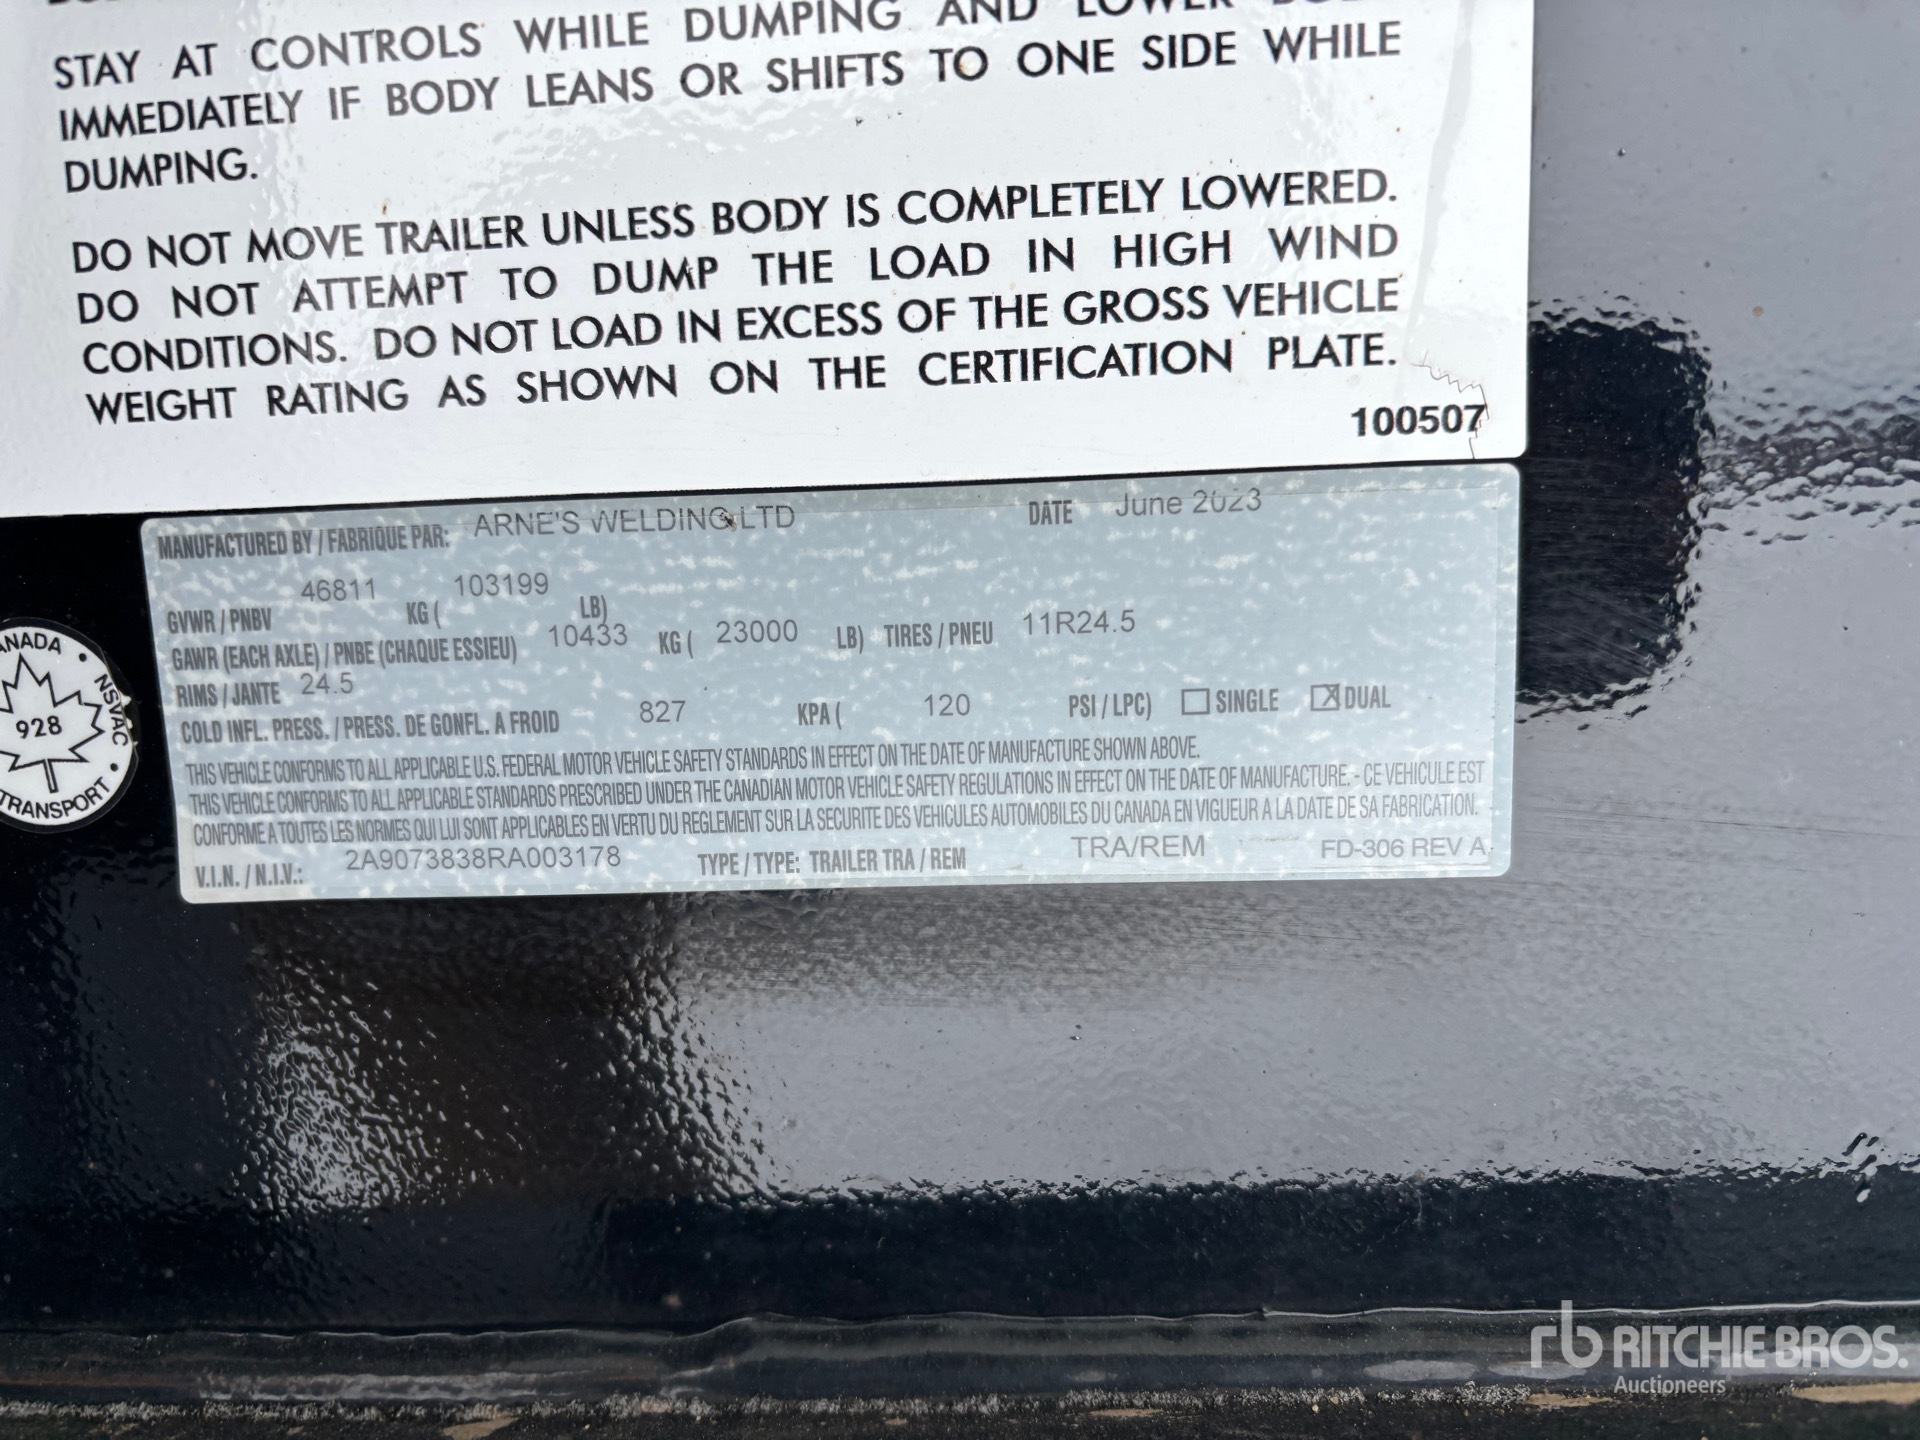 STAY AT CONTROLS WHILE DUMPING AND LOWER
IMMEDIATELY IF BODY LEANS OR SHIFTS TO ONE SIDE WHILE
DUMPING.
DO NOT MOVE TRAILER UNLESS BODY IS COMPLETELY LOWERED.
DO NOT ATTEMPT TO DUMP THE LOAD IN HIGH WIND
CONDITIONS. DO NOT LOAD IN EXCESS OF THE GROSS VEHICLE
WEIGHT RATING AS SHOWN ON THE CERTIFICATION PLATE.
100507
MANUFACTURED BY / FABRIQUE PAR: ARNE'S WELDING LTD DATE June 2023
GVWR / PNBV 46811 KG ( 103199 LB)
GAWR (EACH AXLE) / PNBE (CHAQUE ESSIEU) 10433 KG ( 23000 LB) TIRES / PNEU 11R24.5
RIMS / JANTE 24.5
COLD INFL. PRESS. / PRESS. DE GONFL. A FROID 827 KPA ( 120 PSI / LPC) ☐ SINGLE ☒ DUAL
THIS VEHICLE CONFORMS TO ALL APPLICABLE U.S. FEDERAL MOTOR VEHICLE SAFETY STANDARDS IN EFFECT ON THE DATE OF MANUFACTURE SHOWN ABOVE.
THIS VEHICLE CONFORMS TO ALL APPLICABLE STANDARDS PRESCRIBED UNDER THE CANADIAN MOTOR VEHICLE SAFETY REGULATIONS IN EFFECT ON THE DATE OF MANUFACTURE. - CE VEHICULE EST
CONFORME A TOUTES LES NORMES QUI LUI SONT APPLICABLES EN VERTU DU REGLEMENT SUR LA SECURITE DES VEHICULES AUTOMOBILES DU CANADA EN VIGUEUR A LA DATE DE SA FABRICATION.
V.I.N. / N.I.V.: 2A9073838RA003178 TYPE / TYPE: TRAILER TRA / REM TRA/REM FD-306 REV A
NADA • NSVAC •
928
TRANSPORT
rb RITCHIE BROS.
Auctioneers